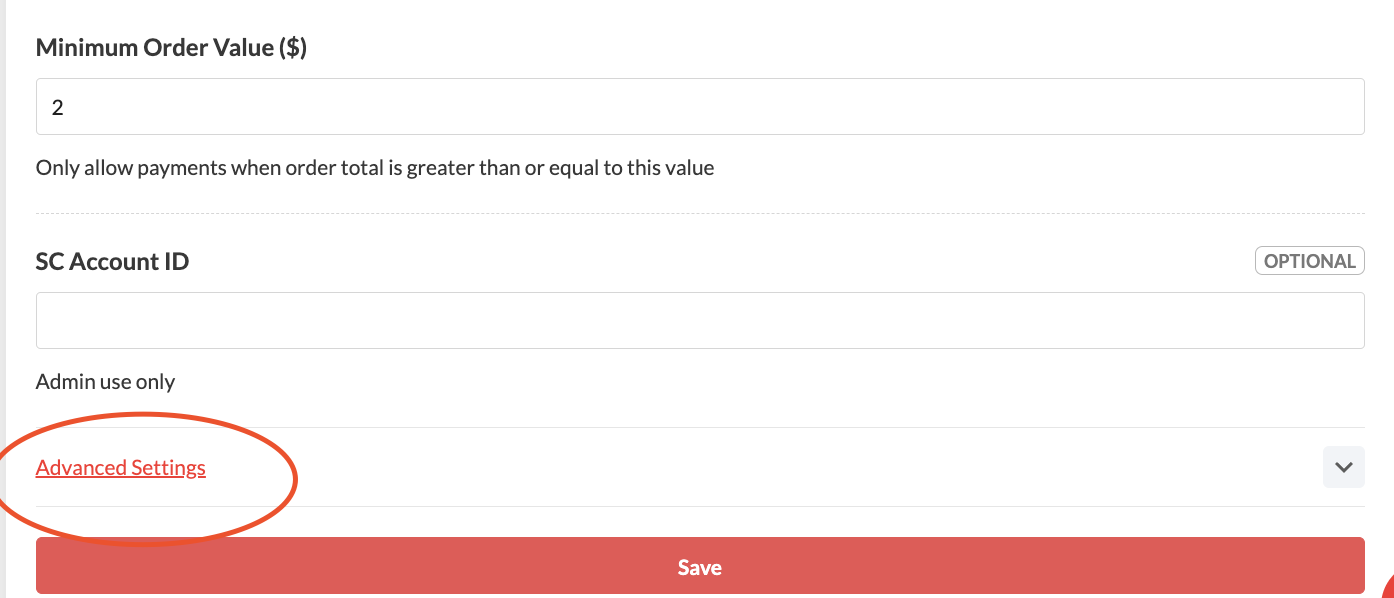 Minimum Order Value ($)
2
Only allow payments when order total is greater than or equal to this value
SC Account ID
OPTIONAL
Admin use only
Advanced Settings
Save